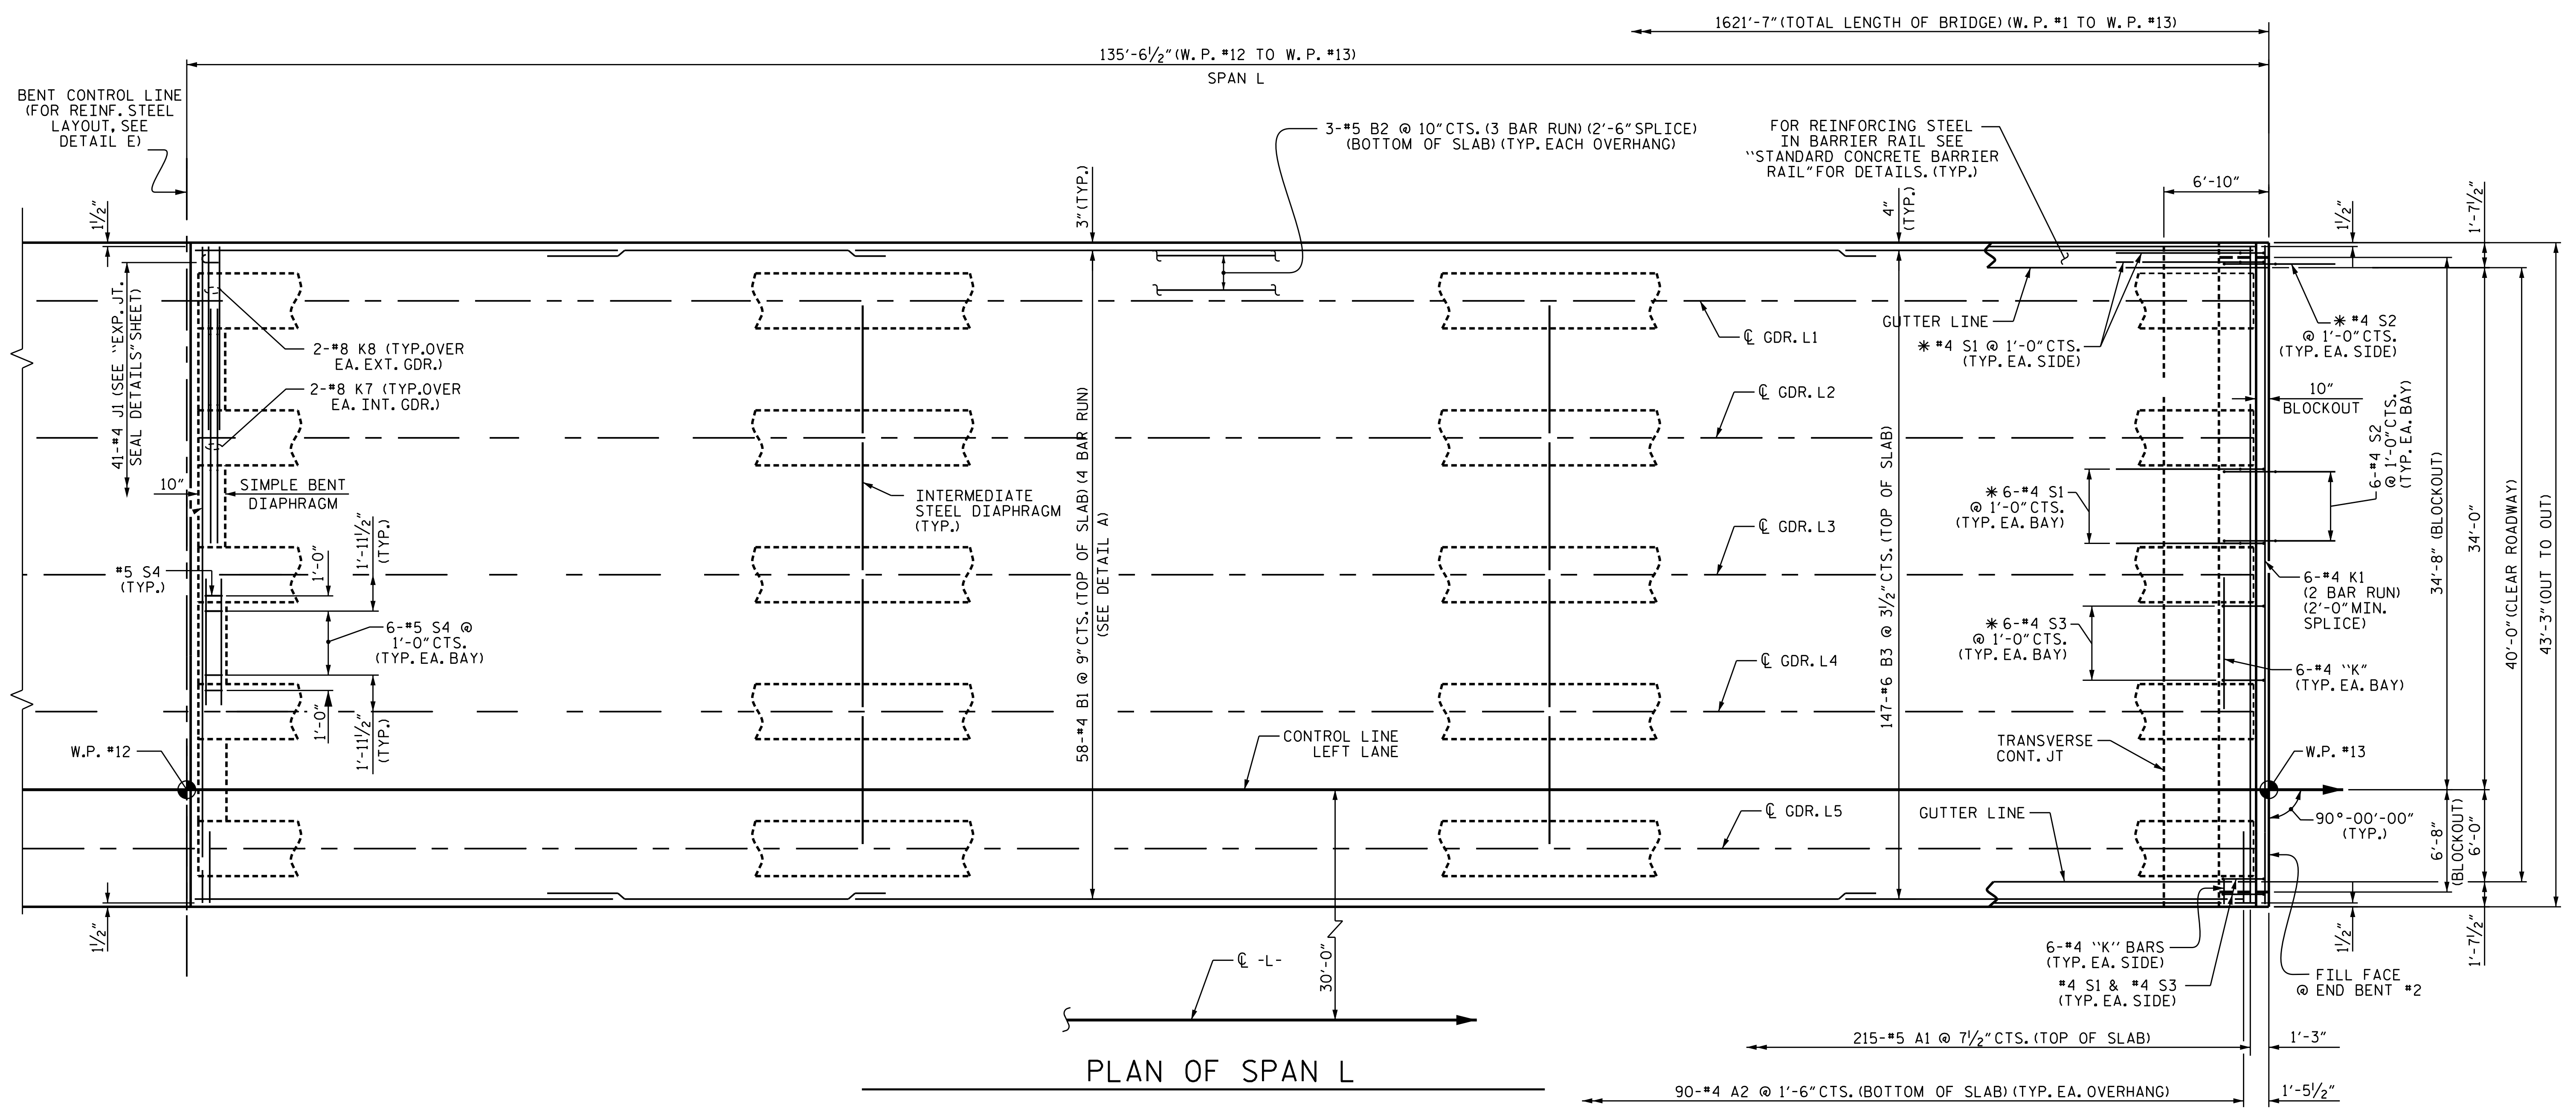 1621'-7" (TOTAL LENGTH OF BRIDGE) (W.P. #1 TO W.P. #13)
135'-6½" (W.P. #12 TO W.P. #13)
SPAN L
BENT CONTROL LINE
(FOR REINF. STEEL
LAYOUT, SEE
DETAIL E)
3-#5 B2 @ 10" CTS. (3 BAR RUN) (2'-6" SPLICE)
(BOTTOM OF SLAB) (TYP. EACH OVERHANG)
FOR REINFORCING STEEL
IN BARRIER RAIL SEE
"STANDARD CONCRETE BARRIER
RAIL" FOR DETAILS. (TYP.)
6'-10"
1½"
3" (TYP.)
4"
(TYP.)
1½"
1'-7½"
41-#4 J1 (SEE "EXP. JT.
SEAL DETAILS" SHEET)
2-#8 K8 (TYP. OVER
EA. EXT. GDR.)
2-#8 K7 (TYP. OVER
EA. INT. GDR.)
10"
SIMPLE BENT
DIAPHRAGM
INTERMEDIATE
STEEL DIAPHRAGM
(TYP.)
58-#4 B1 @ 9" CTS. (TOP OF SLAB) (4 BAR RUN)
(SEE DETAIL A)
℄ GDR. L1
℄ GDR. L2
℄ GDR. L3
℄ GDR. L4
℄ GDR. L5
147-#6 B3 @ 3½" CTS. (TOP OF SLAB)
GUTTER LINE
* #4 S1 @ 1'-0" CTS.
(TYP. EA. SIDE)
* #4 S2
@ 1'-0" CTS.
(TYP. EA. SIDE)
10"
BLOCKOUT
6-#4 S2
@ 1'-0" CTS.
(TYP. EA. BAY)
* 6-#4 S1
@ 1'-0" CTS.
(TYP. EA. BAY)
* 6-#4 S3
@ 1'-0" CTS.
(TYP. EA. BAY)
6-#4 K1
(2 BAR RUN)
(2'-0" MIN.
SPLICE)
6-#4 "K"
(TYP. EA. BAY)
34'-8" (BLOCKOUT)
34'-0"
40'-0" (CLEAR ROADWAY)
43'-3" (OUT TO OUT)
#5 S4
(TYP.)
1'-0"
1'-11½"
(TYP.)
6-#5 S4 @
1'-0" CTS.
(TYP. EA. BAY)
1'-0"
1'-11½"
(TYP.)
W.P. #12
CONTROL LINE
LEFT LANE
TRANSVERSE
CONT. JT
W.P. #13
GUTTER LINE
90°-00'-00"
(TYP.)
6'-8"
(BLOCKOUT)
6'-0"
1½"
30'-0"
℄ -L-
6-#4 "K" BARS
(TYP. EA. SIDE)
#4 S1 & #4 S3
(TYP. EA. SIDE)
1½"
1'-7½"
FILL FACE
@ END BENT #2
215-#5 A1 @ 7½" CTS. (TOP OF SLAB)
1'-3"
90-#4 A2 @ 1'-6" CTS. (BOTTOM OF SLAB) (TYP. EA. OVERHANG)
1'-5½"
PLAN OF SPAN L